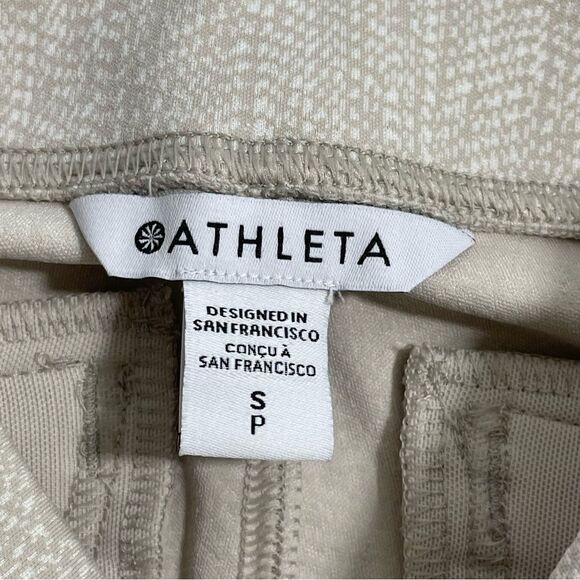 ATHLETA
DESIGNED IN
SAN FRANCISCO
CONÇU À
SAN FRANCISCO
S
P